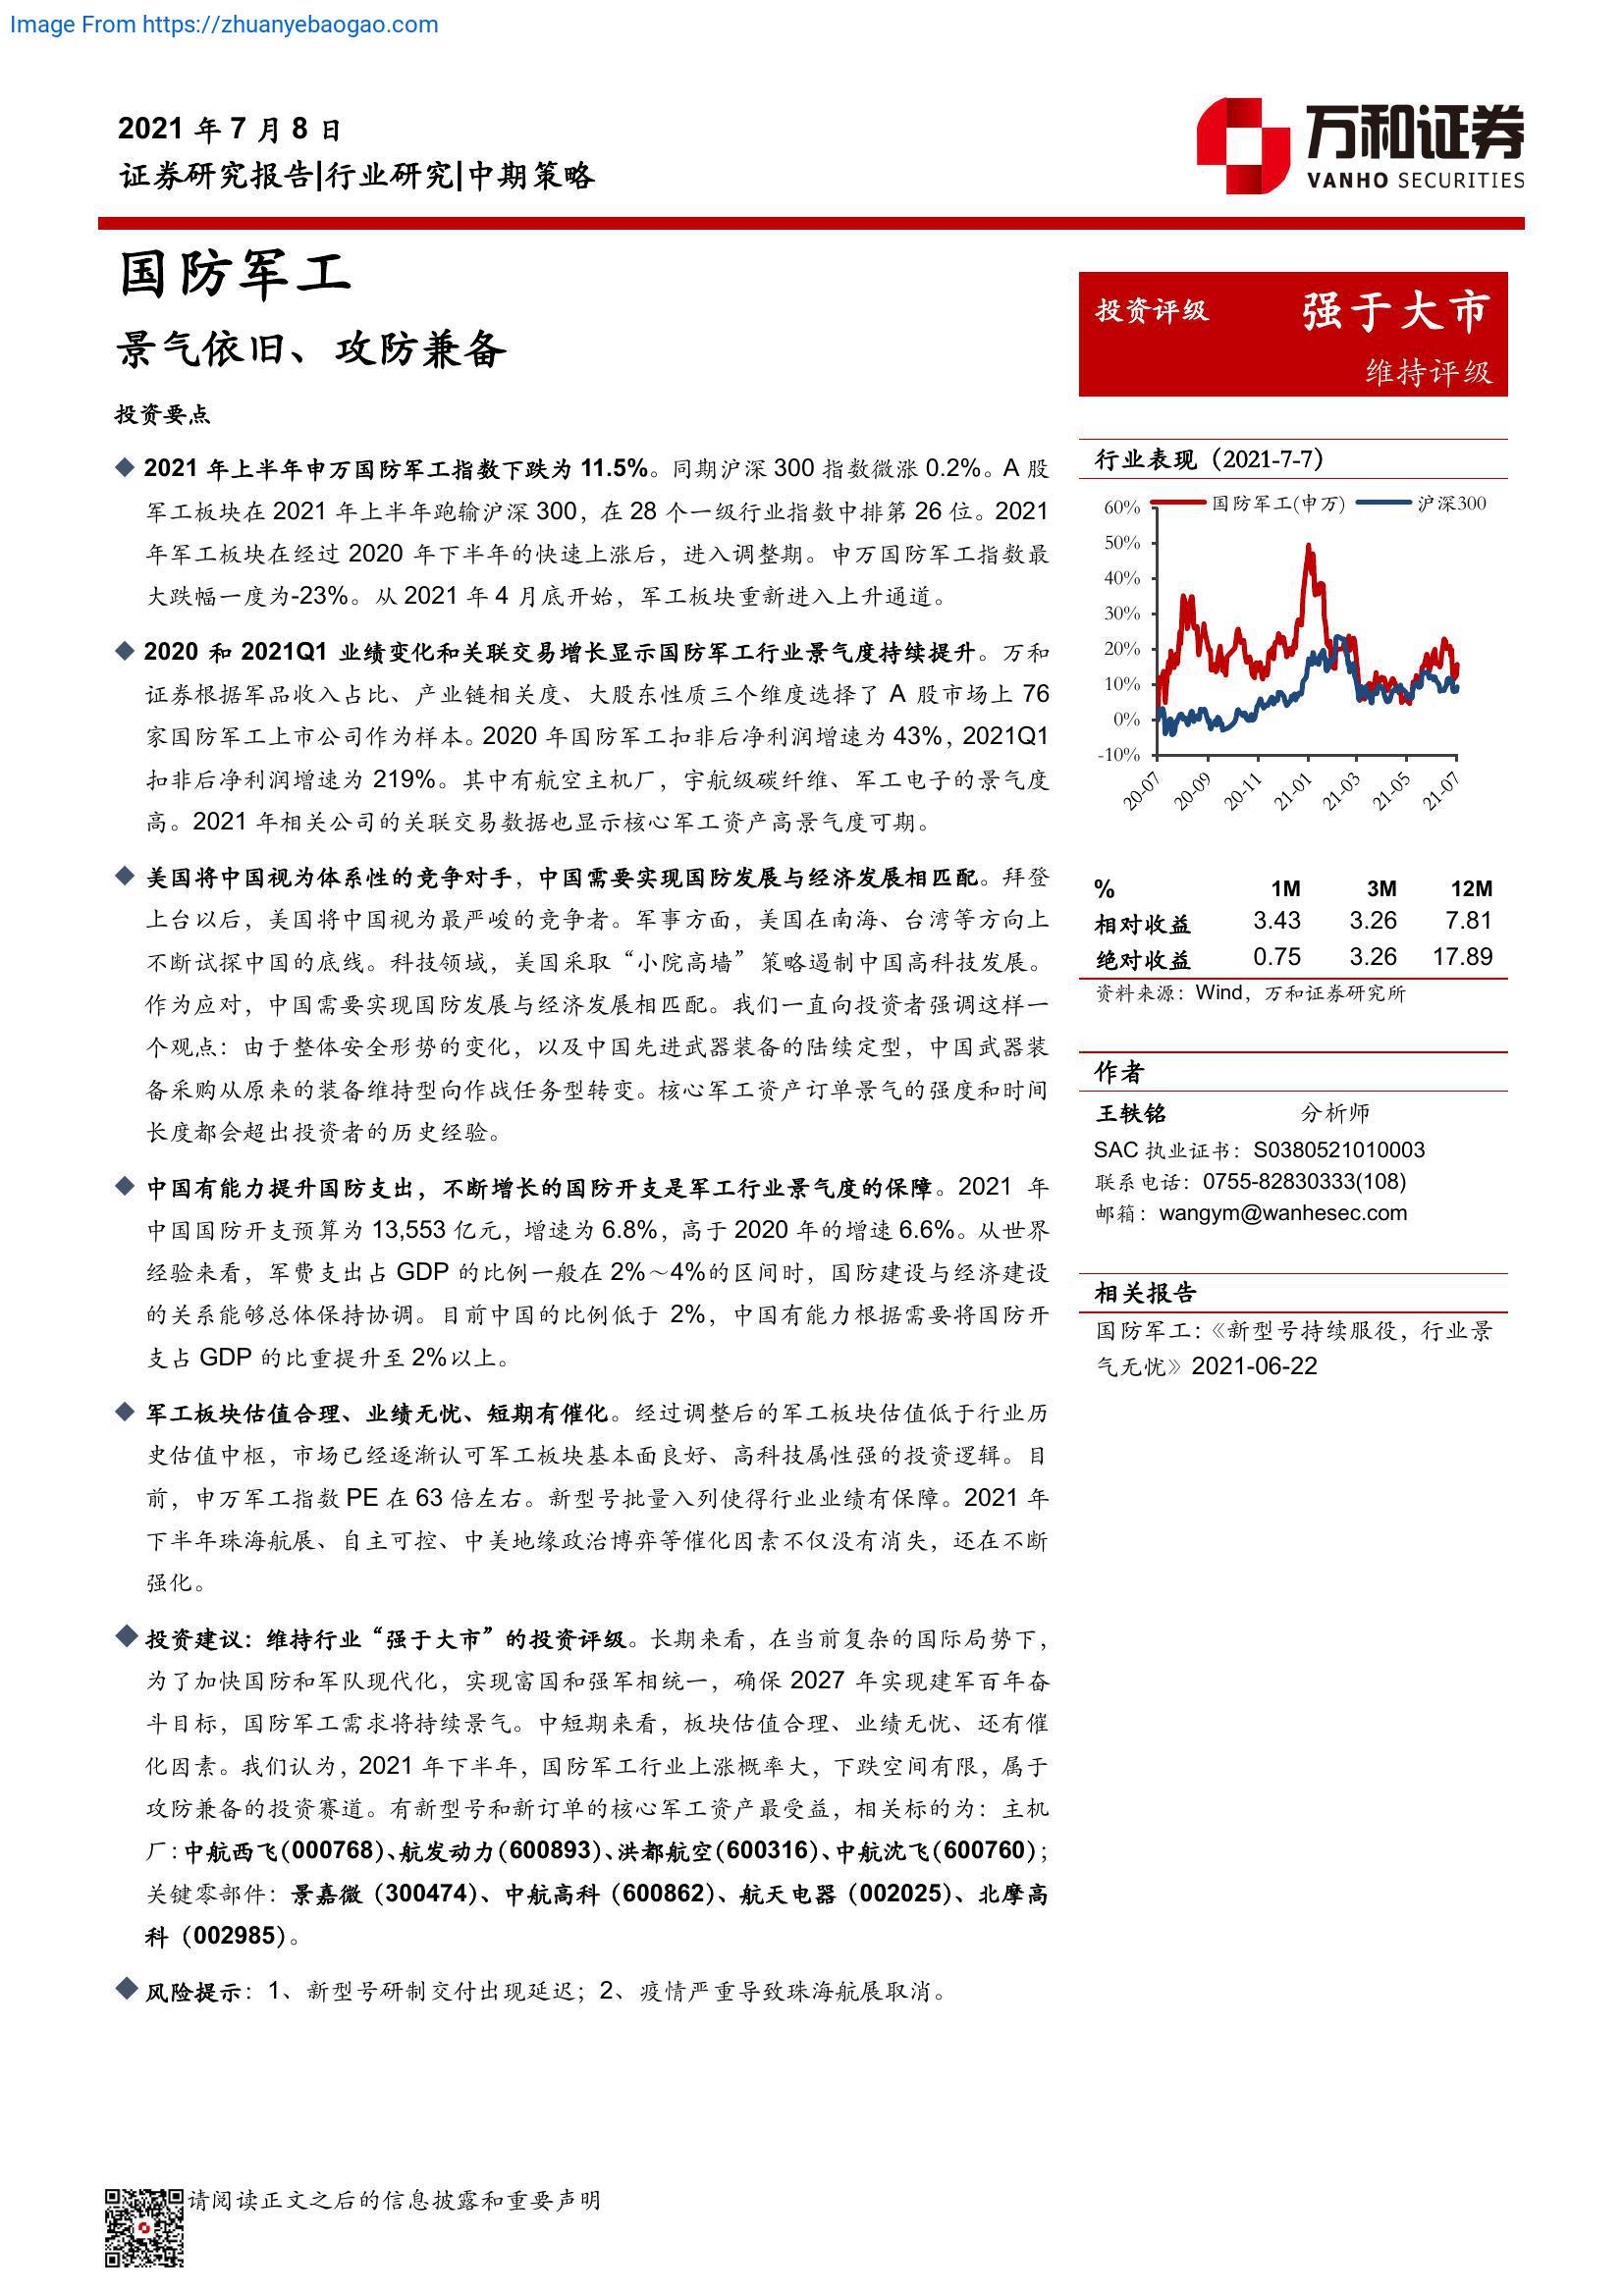 Image From https://zhuanyebaogao.com
2021 年 7 月 8 日
证券研究报告|行业研究|中期策略
万和证券
VANHO SECURITIES
国防军工
景气依旧、攻防兼备
投资要点
◆ 2021 年上半年申万国防军工指数下跌为 11.5%。同期沪深 300 指数微涨 0.2%。A 股
军工板块在 2021 年上半年跑输沪深 300，在 28 个一级行业指数中排第 26 位。2021
年军工板块在经过 2020 年下半年的快速上涨后，进入调整期。申万国防军工指数最
大跌幅一度为-23%。从 2021 年 4 月底开始，军工板块重新进入上升通道。
◆ 2020 和 2021Q1 业绩变化和关联交易增长显示国防军工行业景气度持续提升。万和
证券根据军品收入占比、产业链相关度、大股东性质三个维度选择了 A 股市场上 76
家国防军工上市公司作为样本。2020 年国防军工扣非后净利润增速为 43%，2021Q1
扣非后净利润增速为 219%。其中有航空主机厂，宇航级碳纤维、军工电子的景气度
高。2021 年相关公司的关联交易数据也显示核心军工资产高景气度可期。
◆ 美国将中国视为体系性的竞争对手，中国需要实现国防发展与经济发展相匹配。拜登
上台以后，美国将中国视为最严峻的竞争者。军事方面，美国在南海、台湾等方向上
不断试探中国的底线。科技领域，美国采取“小院高墙”策略遏制中国高科技发展。
作为应对，中国需要实现国防发展与经济发展相匹配。我们一直向投资者强调这样一
个观点：由于整体安全形势的变化，以及中国先进武器装备的陆续定型，中国武器装
备采购从原来的装备维持型向作战任务型转变。核心军工资产订单景气的强度和时间
长度都会超出投资者的历史经验。
◆ 中国有能力提升国防支出，不断增长的国防开支是军工行业景气度的保障。2021 年
中国国防开支预算为 13,553 亿元，增速为 6.8%，高于 2020 年的增速 6.6%。从世界
经验来看，军费支出占 GDP 的比例一般在 2%～4%的区间时，国防建设与经济建设
的关系能够总体保持协调。目前中国的比例低于 2%，中国有能力根据需要将国防开
支占 GDP 的比重提升至 2%以上。
◆ 军工板块估值合理、业绩无忧、短期有催化。经过调整后的军工板块估值低于行业历
史估值中枢，市场已经逐渐认可军工板块基本面良好、高科技属性强的投资逻辑。目
前，申万军工指数 PE 在 63 倍左右。新型号批量入列使得行业业绩有保障。2021 年
下半年珠海航展、自主可控、中美地缘政治博弈等催化因素不仅没有消失，还在不断
强化。
◆ 投资建议：维持行业“强于大市”的投资评级。长期来看，在当前复杂的国际局势下，
为了加快国防和军队现代化，实现富国和强军相统一，确保 2027 年实现建军百年奋
斗目标，国防军工需求将持续景气。中短期来看，板块估值合理、业绩无忧、还有催
化因素。我们认为，2021 年下半年，国防军工行业上涨概率大，下跌空间有限，属于
攻防兼备的投资赛道。有新型号和新订单的核心军工资产最受益，相关标的为：主机
厂：中航西飞（000768）、航发动力（600893）、洪都航空（600316）、中航沈飞（600760）；
关键零部件：景嘉微（300474）、中航高科（600862）、航天电器（002025）、北摩高
科（002985）。
◆ 风险提示：1、新型号研制交付出现延迟；2、疫情严重导致珠海航展取消。
投资评级 强于大市
维持评级
行业表现（2021-7-7）
国防军工(申万) 沪深300
60%
50%
40%
30%
20%
10%
0%
-10%
20-07 20-09 20-11 21-01 21-03 21-05 21-07
% 1M 3M 12M
相对收益 3.43 3.26 7.81
绝对收益 0.75 3.26 17.89
资料来源：Wind，万和证券研究所
作者
王轶铭 分析师
SAC 执业证书：S0380521010003
联系电话：0755-82830333(108)
邮箱：wangym@wanhesec.com
相关报告
国防军工：《新型号持续服役，行业景
气无忧》2021-06-22
请阅读正文之后的信息披露和重要声明